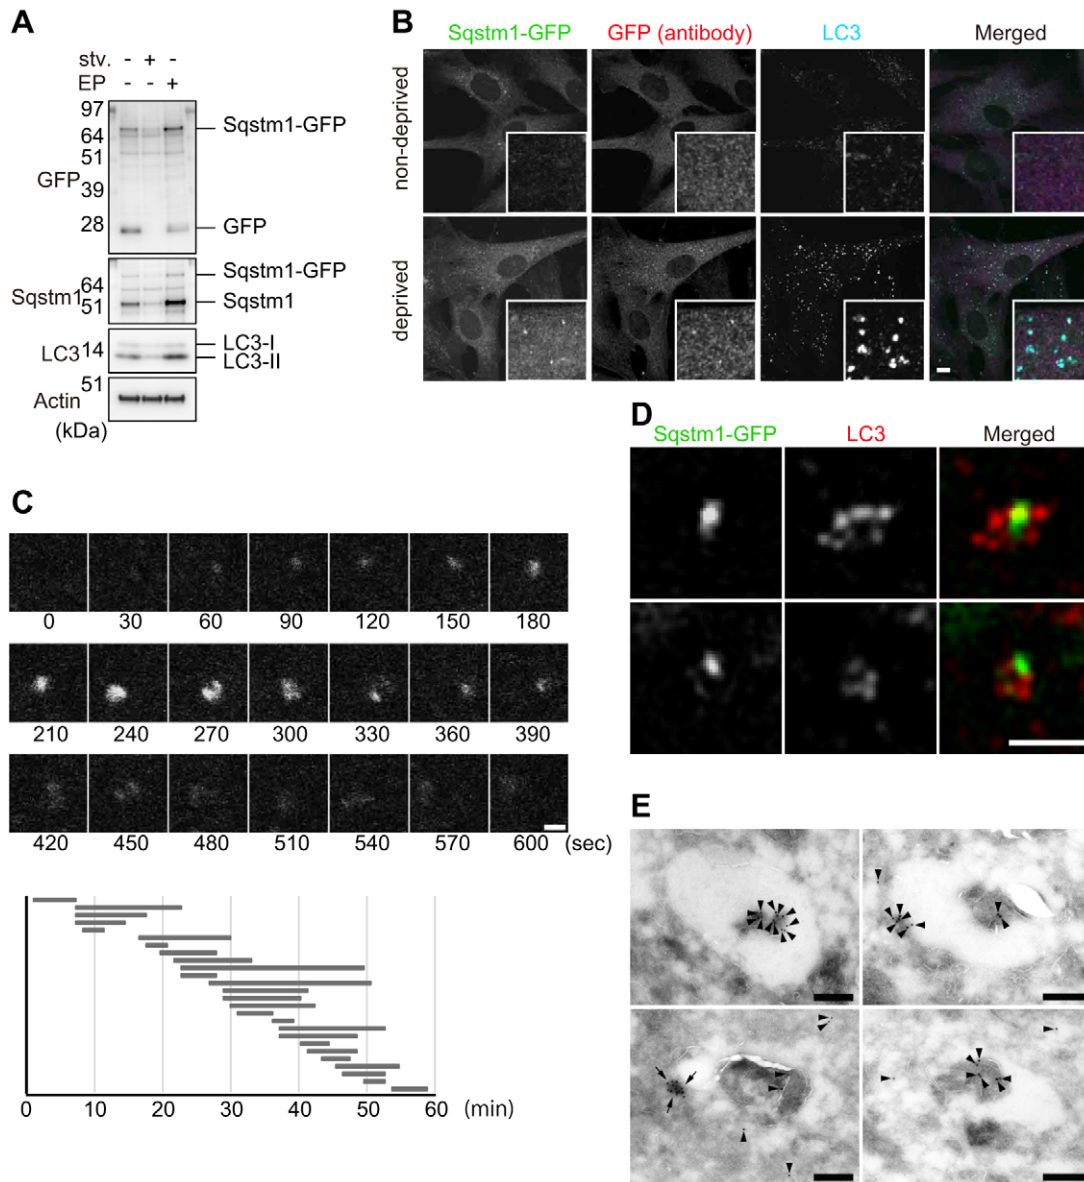 A
stv. - + -
EP - - +
97
64
51
39
28
GFP
Sqstm1-GFP
GFP
64
51
Sqstm1
Sqstm1-GFP
Sqstm1
LC3 14
LC3-I
LC3-II
51
Actin
(kDa)
B
Sqstm1-GFP GFP (antibody) LC3 Merged
non-deprived
deprived
C
0 30 60 90 120 150 180
210 240 270 300 330 360 390
420 450 480 510 540 570 600 (sec)
0 10 20 30 40 50 60 (min)
D
Sqstm1-GFP LC3 Merged
E